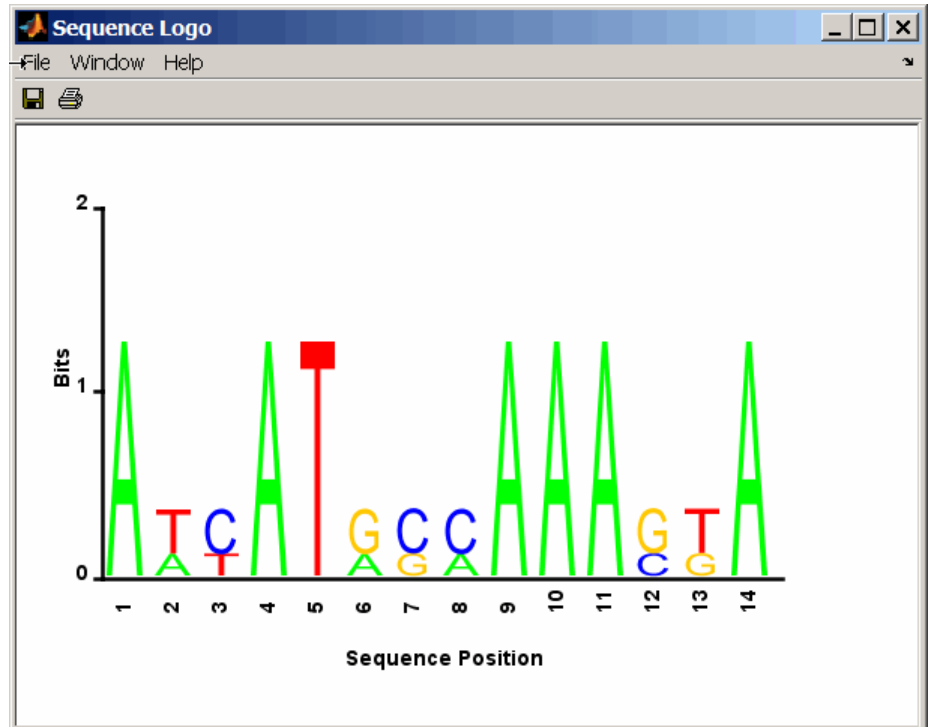 Sequence Logo
File Window Help
2
Bits
1
0
A T C A T G C C A A A G T A
A T A G A C G
1 2 3 4 5 6 7 8 9 10 11 12 13 14
Sequence Position